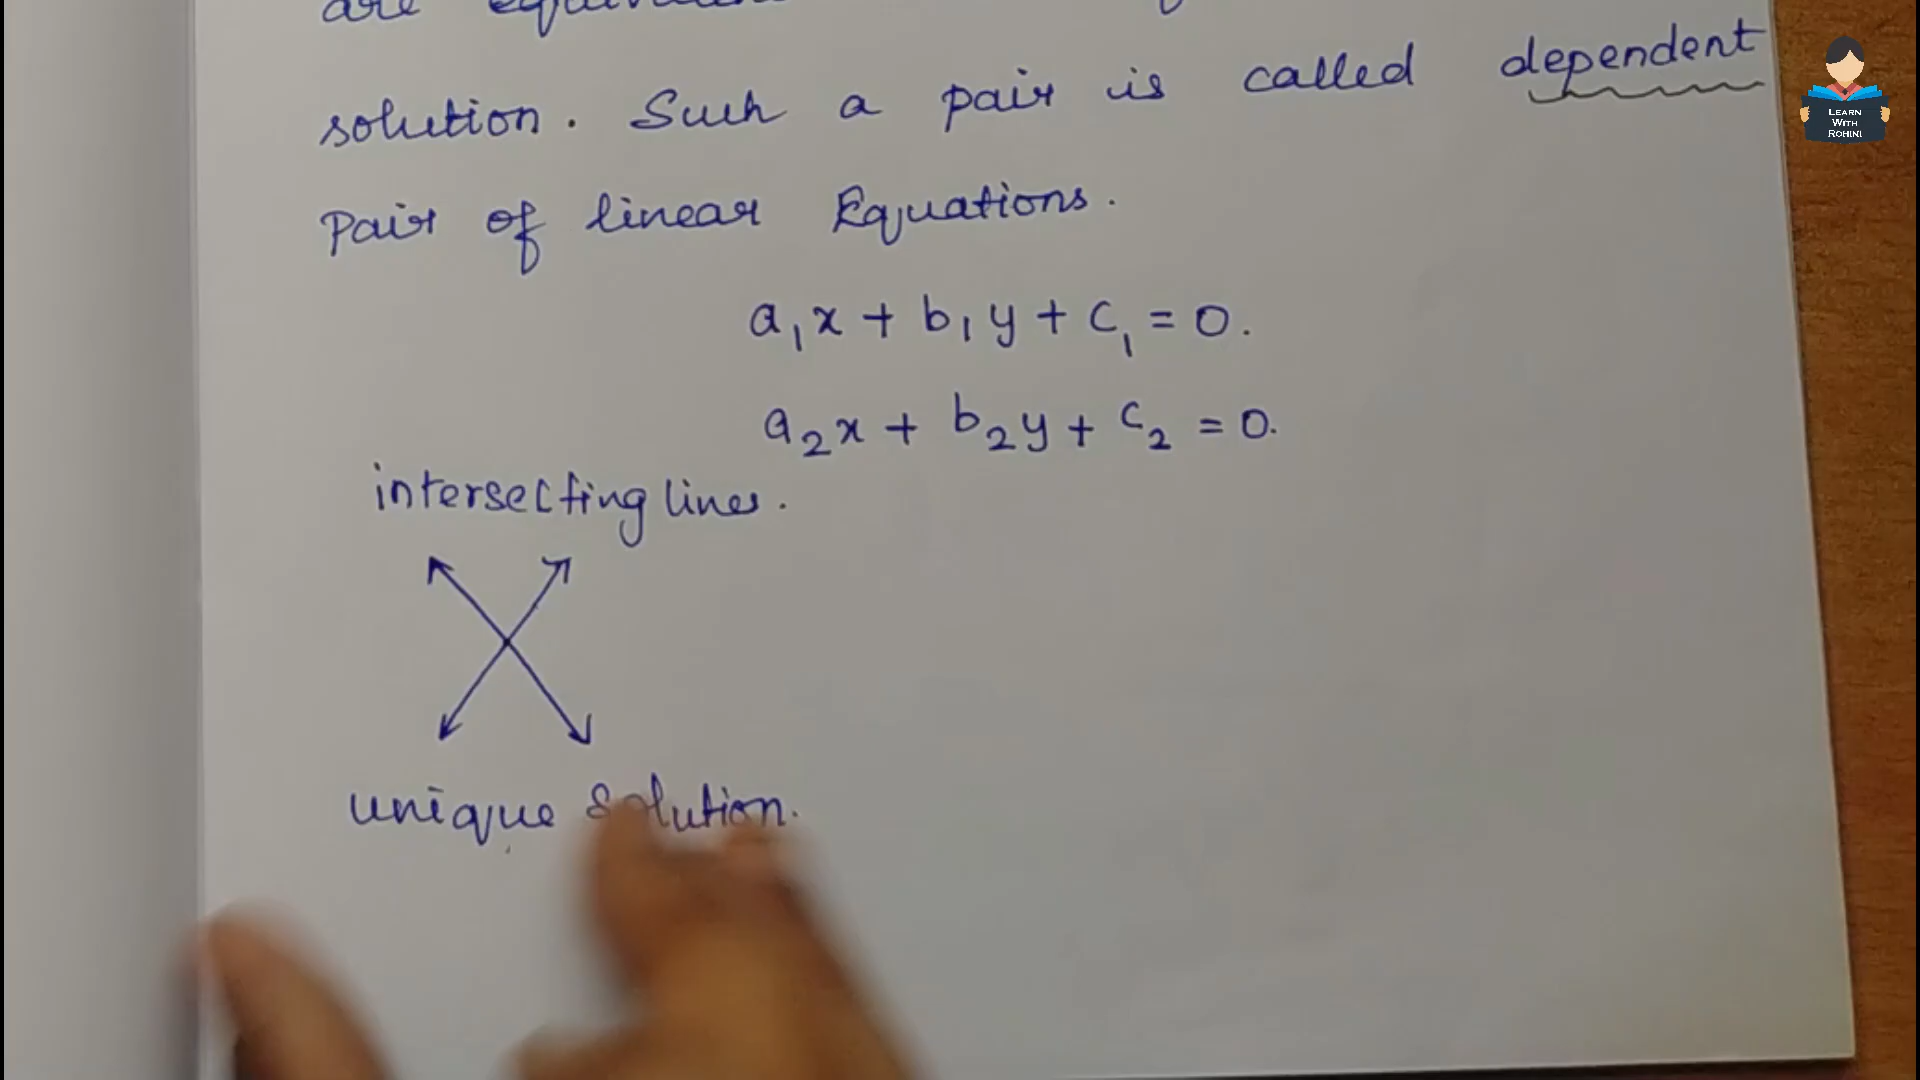 are
solution. Such a pair is called dependent
Pair of linear Equations.
a₁x + b₁y + c₁ = 0.
a₂x + b₂y + c₂ = 0.
intersecting lines.
unique solution.
LEARN
WITH
ROHINI